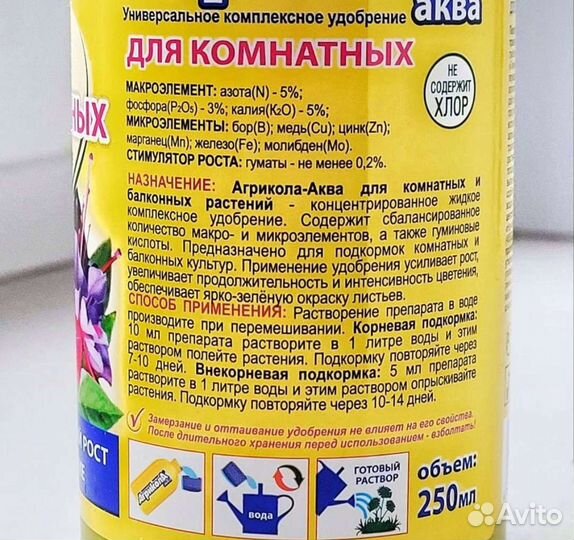 аква
Универсальное комплексное удобрение
ДЛЯ КОМНАТНЫХ
МАКРОЭЛЕМЕНТ: азота(N) - 5%;
фосфора(P₂O₅) - 3%; калия(K₂O) - 5%;
МИКРОЭЛЕМЕНТЫ: бор(B); медь(Cu); цинк(Zn);
марганец(Mn); железо(Fe); молибден(Mo).
СТИМУЛЯТОР РОСТА: гуматы - не менее 0,2%.
НЕ
СОДЕРЖИТ
ХЛОР
НЫХ
НАЗНАЧЕНИЕ: Агрикола-Аква для комнатных и
балконных растений - концентрированное жидкое
комплексное удобрение. Содержит сбалансированное
количество макро- и микроэлементов, а также гуминовые
кислоты. Предназначено для подкормок комнатных и
балконных культур. Применение удобрения усиливает рост,
увеличивает продолжительность и интенсивность цветения,
обеспечивает ярко-зелёную окраску листьев.
СПОСОБ ПРИМЕНЕНИЯ: Растворение препарата в воде
производите при перемешивании. Корневая подкормка:
10 мл препарата растворите в 1 литре воды и этим
раствором полейте растения. Подкормку повторяйте через
7-10 дней. Внекорневая подкормка: 5 мл препарата
растворите в 1 литре воды и этим раствором опрыскивайте
растения. Подкормку повторяйте через 10-14 дней.
Замерзание и оттаивание удобрения не влияет на его свойства.
После длительного хранения перед использованием - взболтать!
РОСТ
Е
Агрикола
вода
ГОТОВЫЙ
РАСТВОР
объем:
250мл
Avito